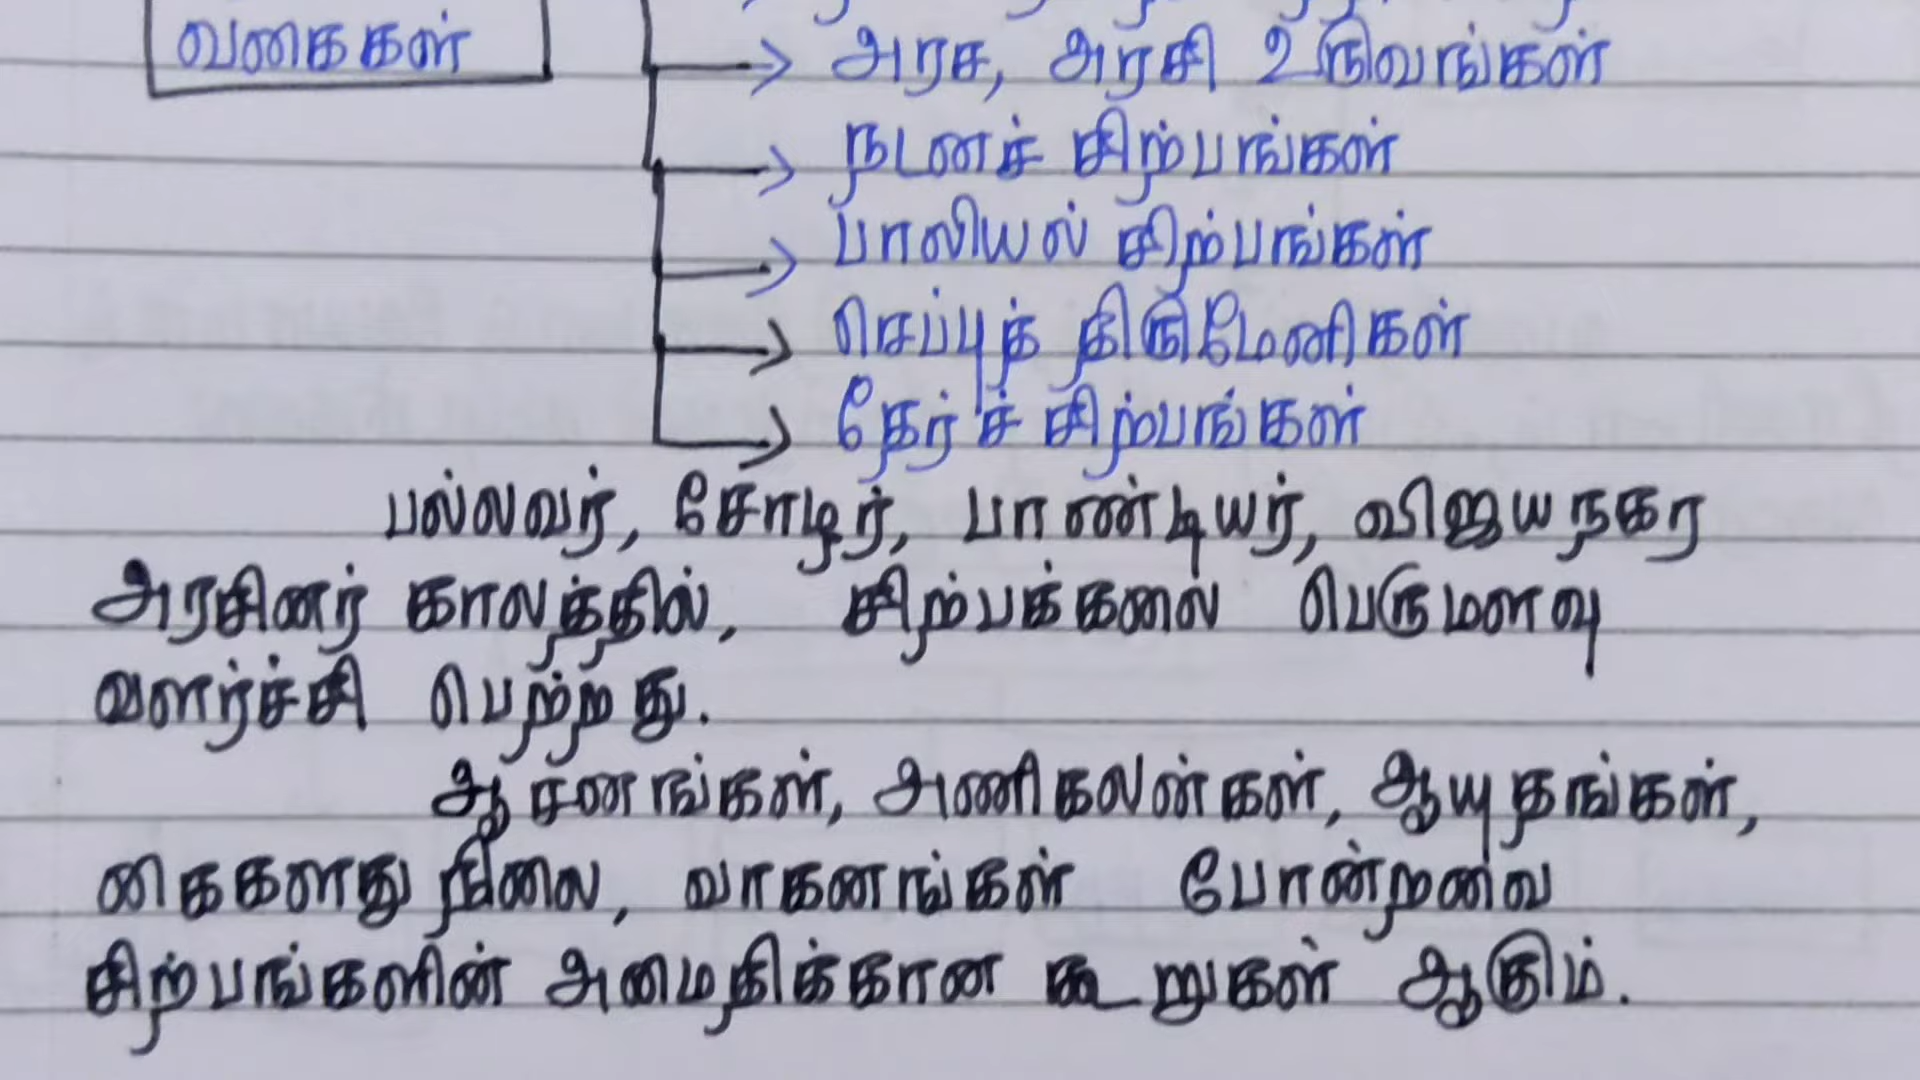 வகைகள்
அரச, அரசி உருவங்கள்
நடனச் சிற்பங்கள்
பாலியல் சிற்பங்கள்
செப்புத் திருமேனிகள்
தேர்ச் சிற்பங்கள்
பல்லவர், சோழர், பாண்டியர், விஜயநகர
அரசினர் காலத்தில், சிற்பக்கலை பெருமளவு
வளர்ச்சி பெற்றது.
ஆசனங்கள், அணிகலன்கள், ஆயுதங்கள்,
கைகளது நிலை, வாகனங்கள் போன்றவை
சிற்பங்களின் அமைதிக்கான கூறுகள் ஆகும்.